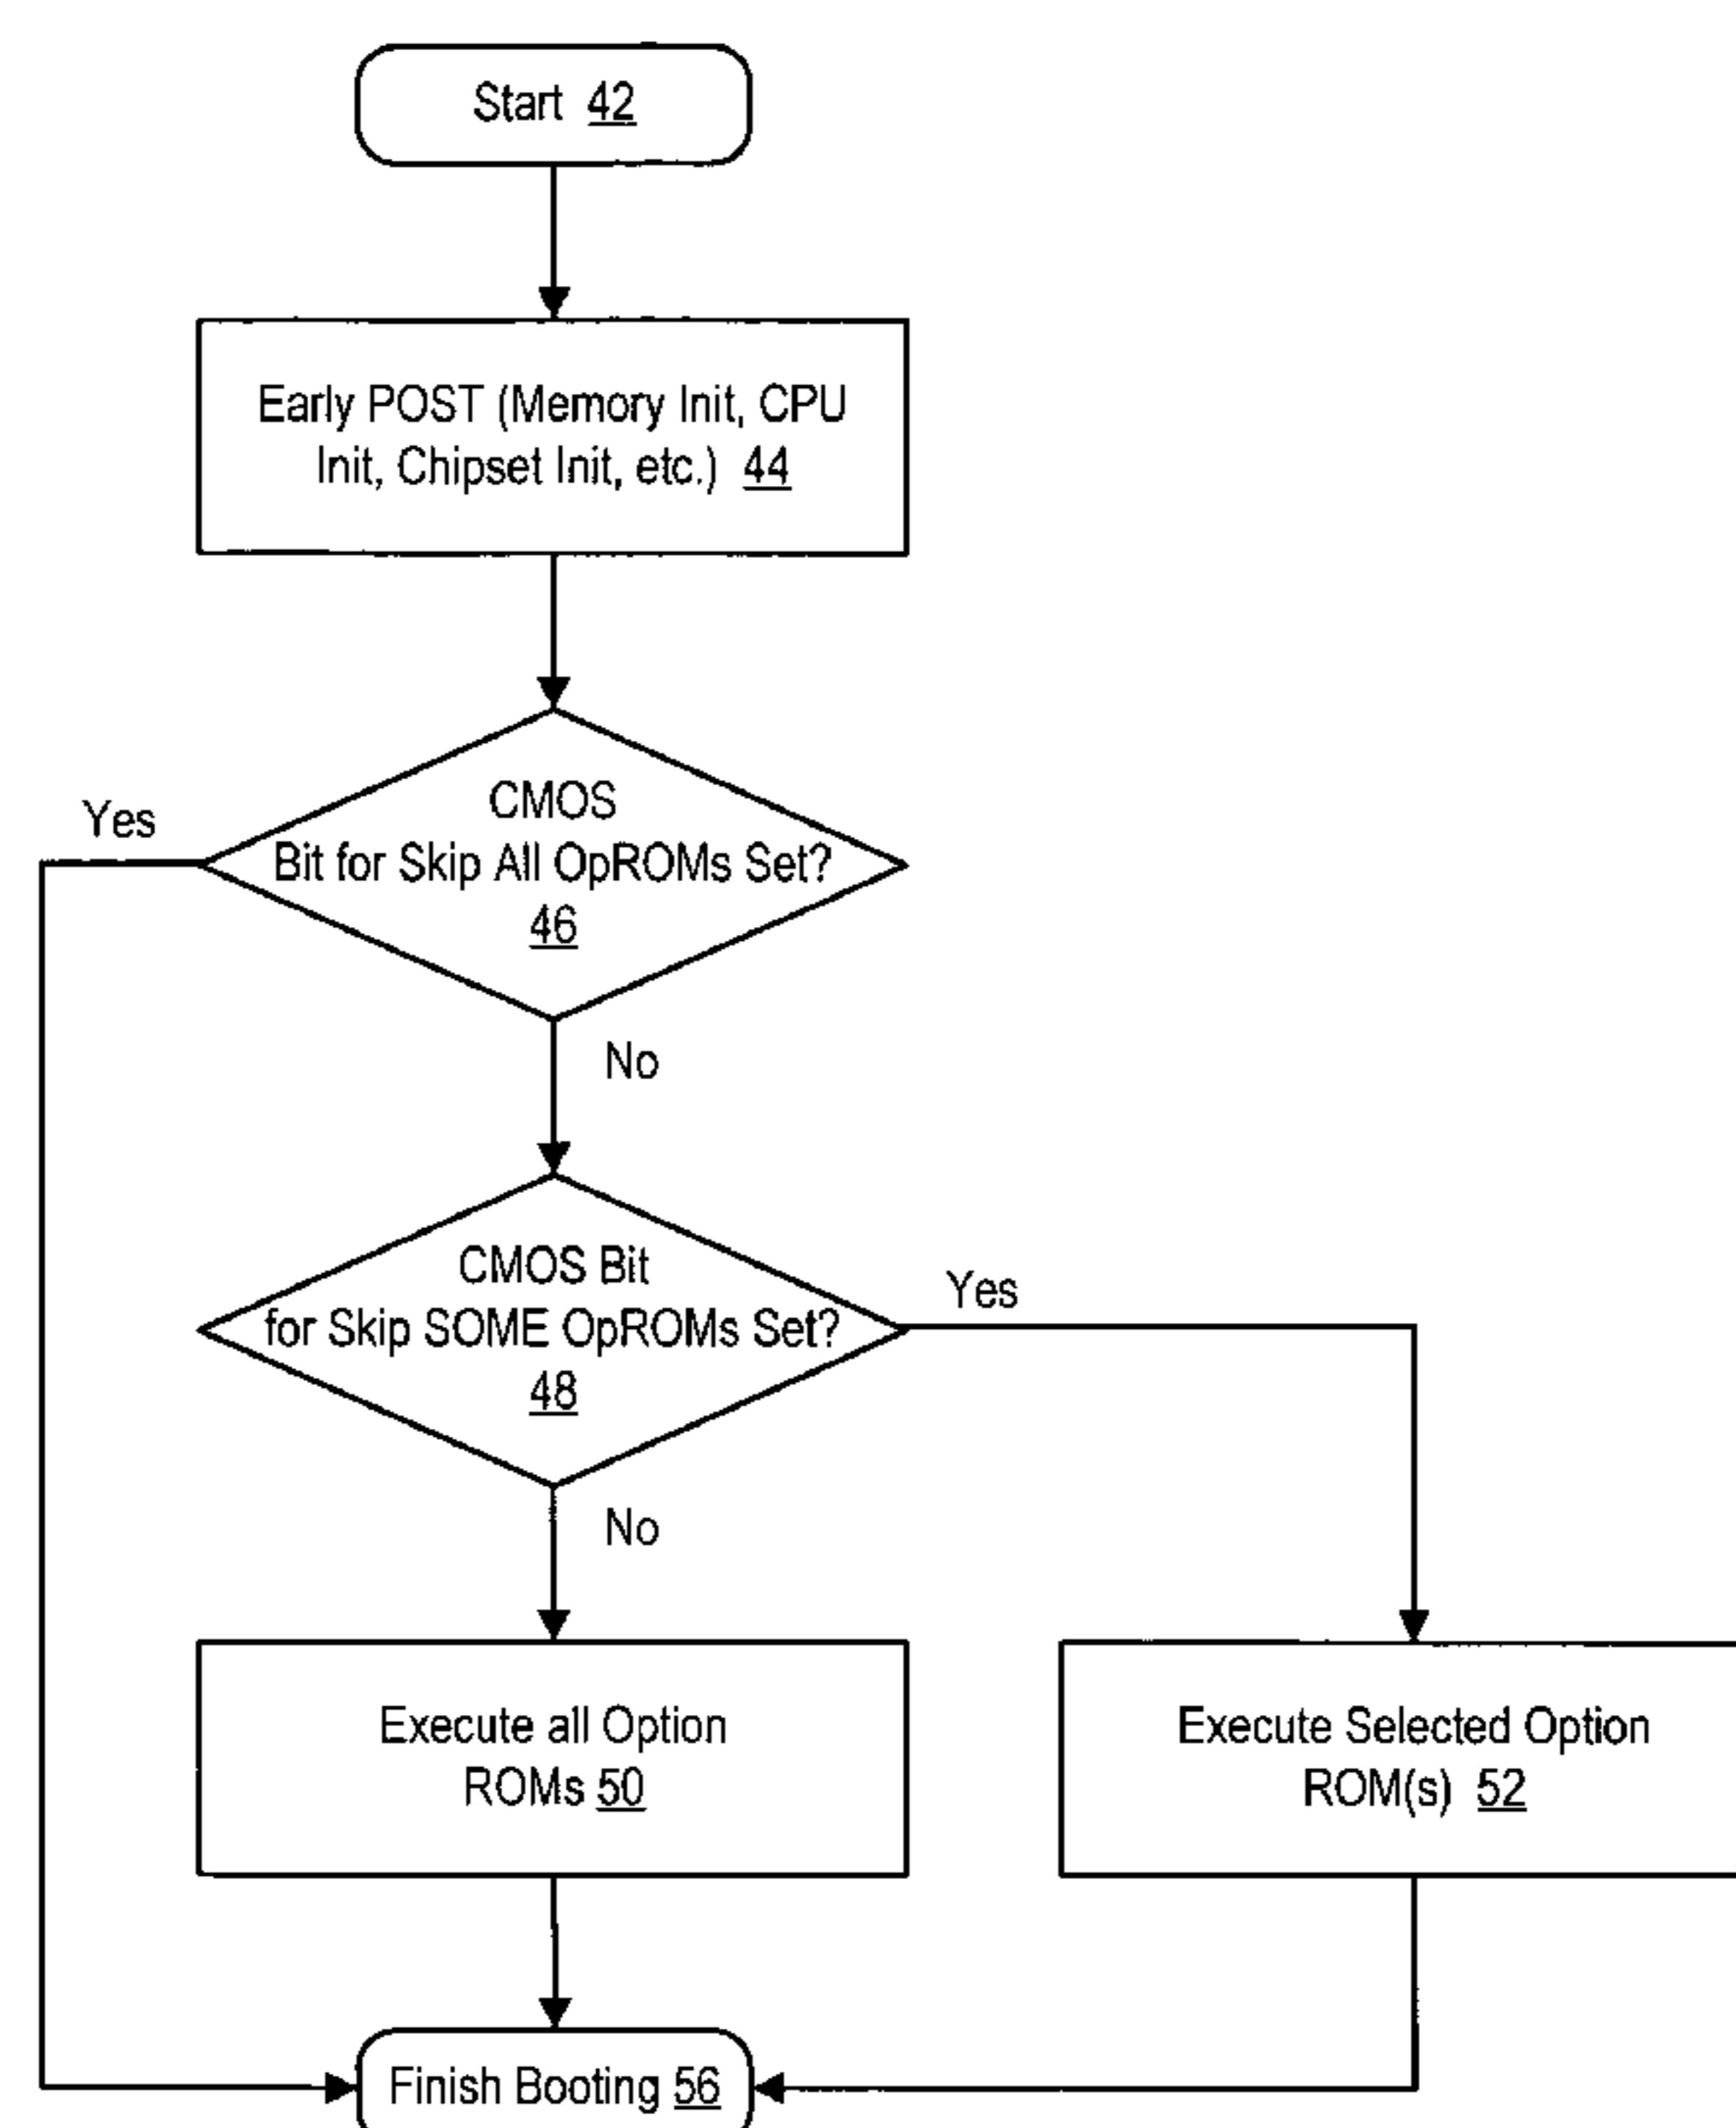 Start 42
Early POST (Memory Init, CPU
Init, Chipset Init, etc.) 44
CMOS
Bit for Skip All OpROMs Set?
46
Yes
No
CMOS Bit
for Skip SOME OpROMs Set?
48
Yes
No
Execute all Option
ROMs 50
Execute Selected Option
ROM(s) 52
Finish Booting 56